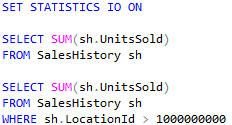 SET STATISTICS IO ON
SELECT SUM(sh.UnitsSold)
FROM SalesHistory sh
SELECT SUM(sh.UnitsSold)
FROM SalesHistory sh
WHERE sh.LocationId > 1000000000